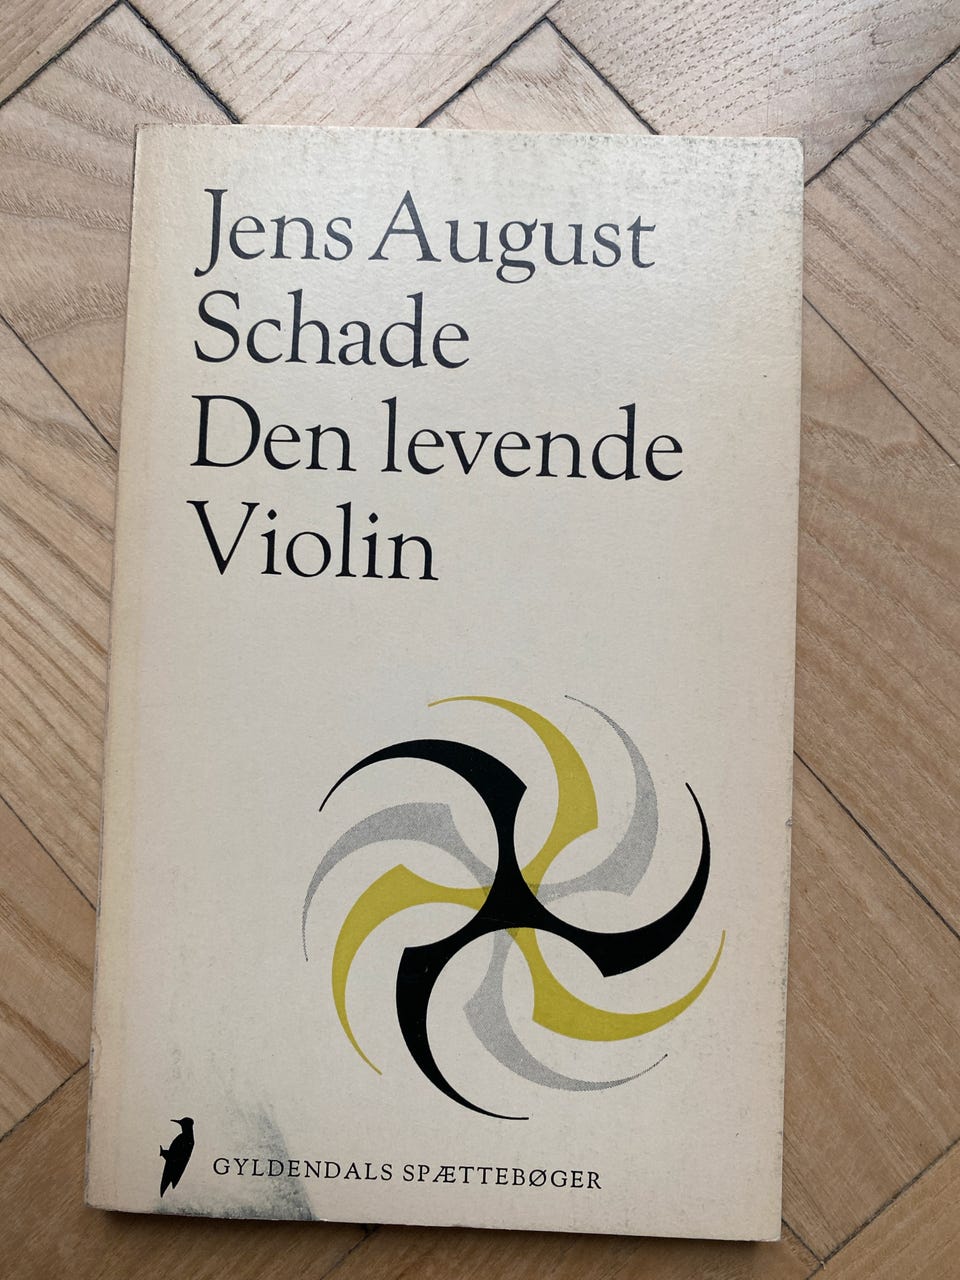 Jens August
Schade
Den levende
Violin
GYLDENDALS SPÆTTEBØGER